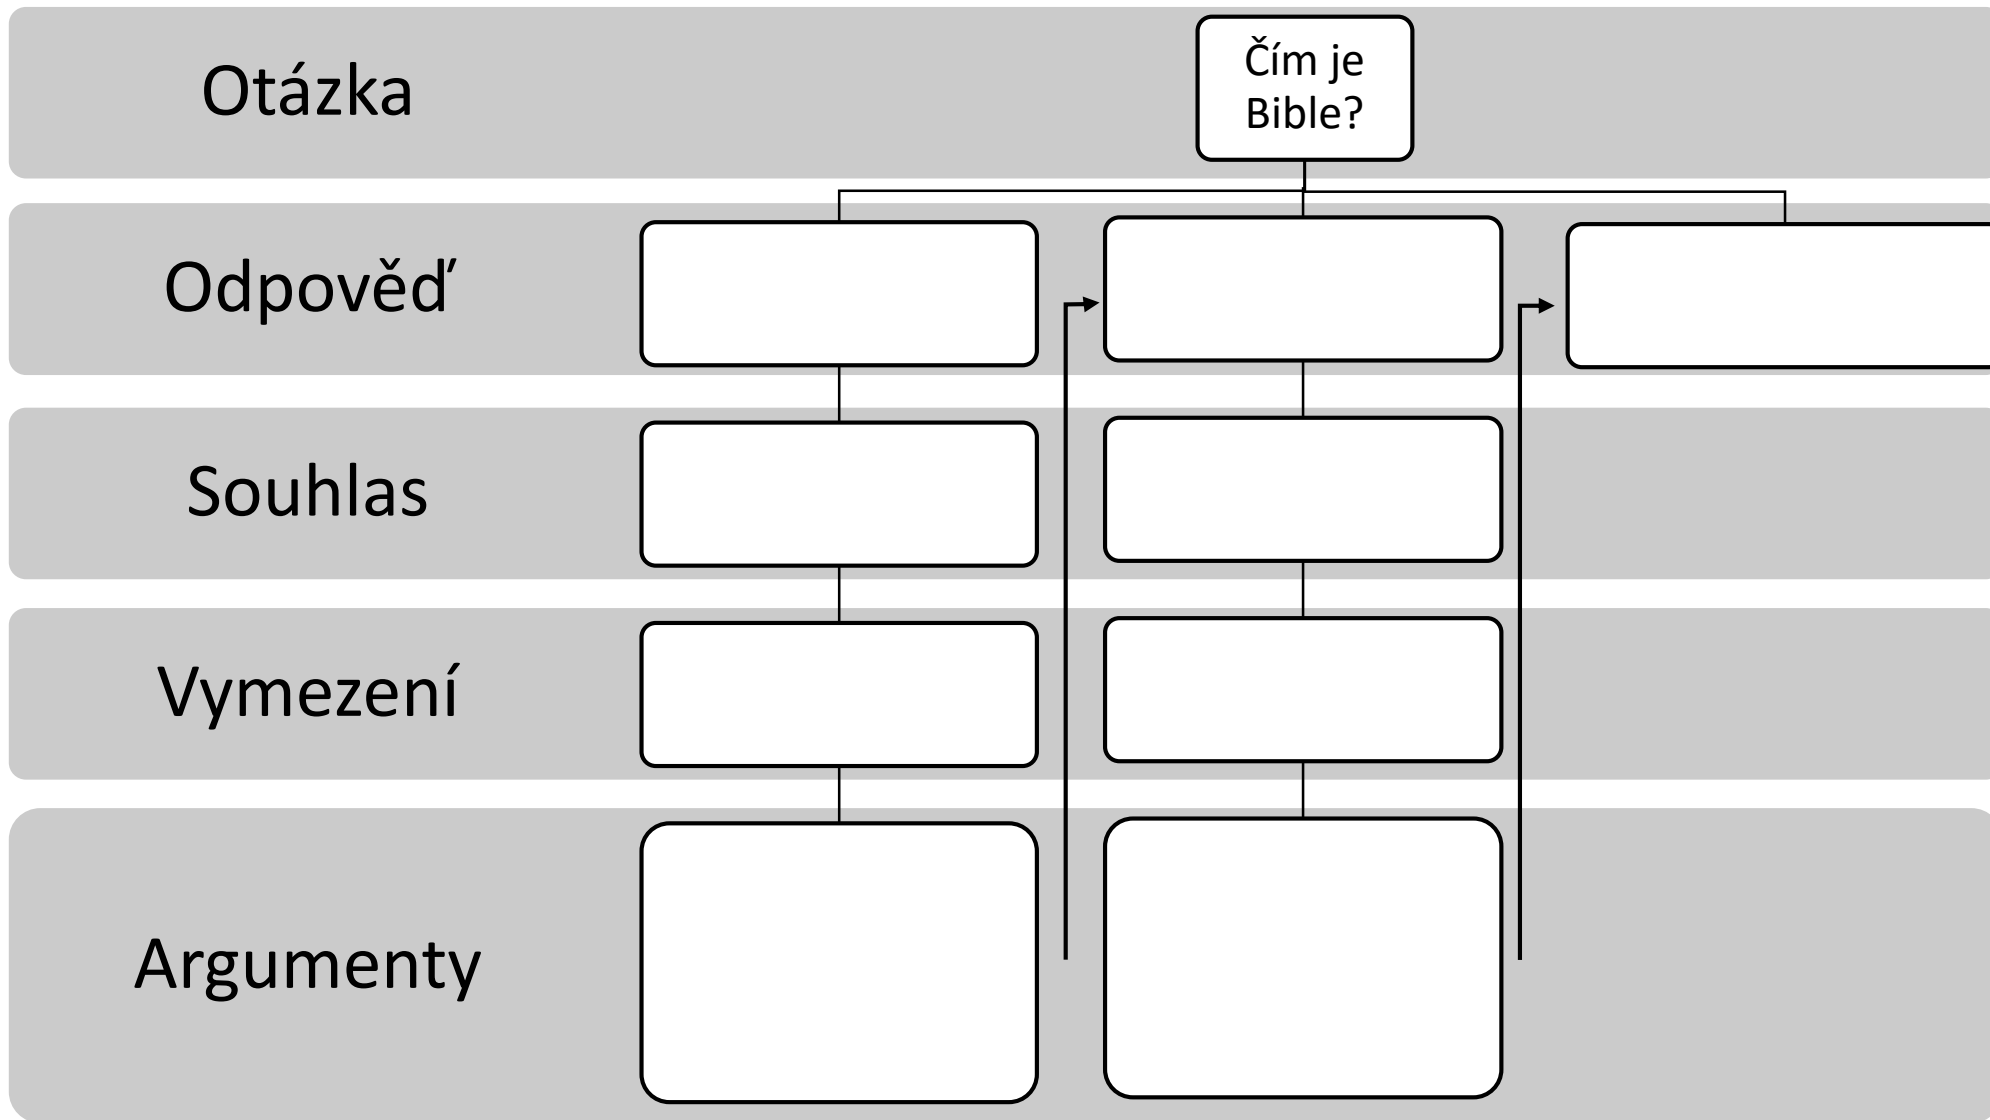 Otázka
Čím je
Bible?
Odpověď
Souhlas
Vymezení
Argumenty